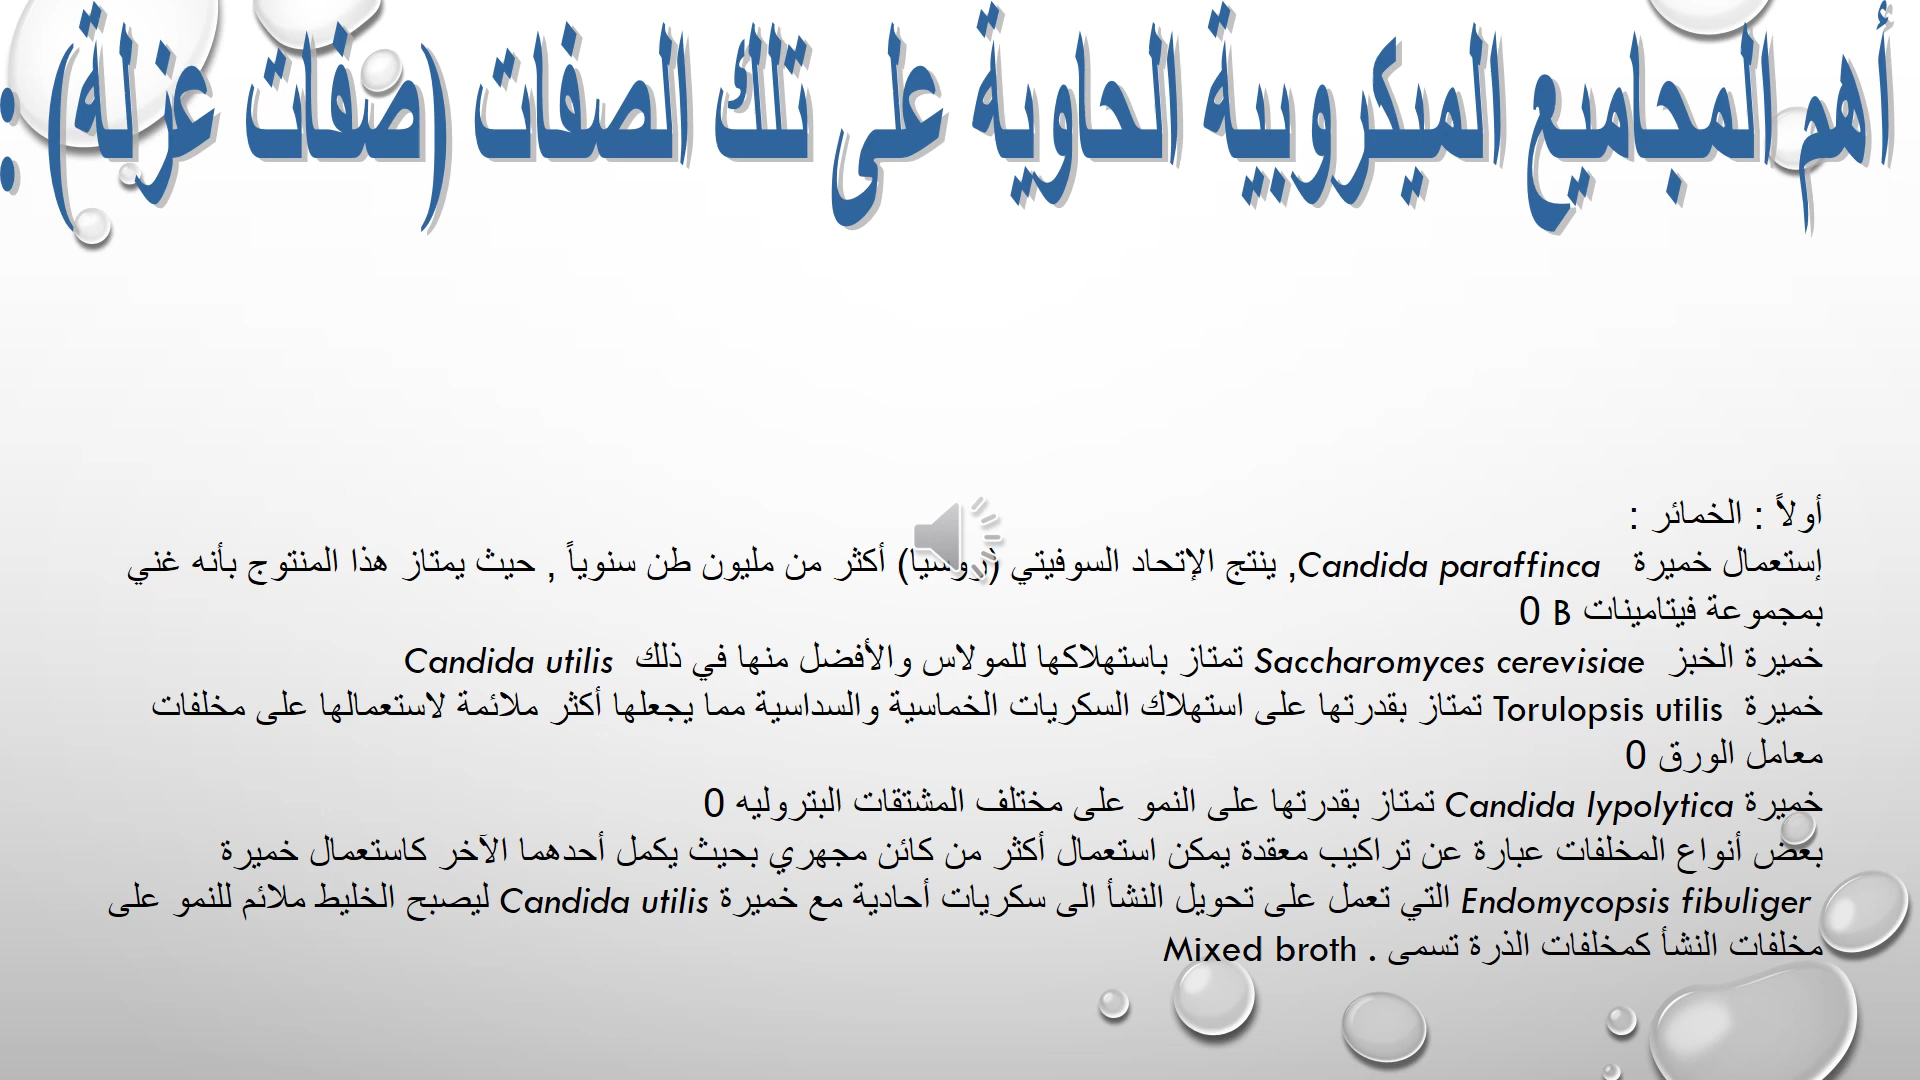 أهم المجاميع الميكروبية الحاوية على تلك الصفات (صفات عزلة) :
أولاً : الخمائر :
إستعمال خميرة Candida paraffinca, ينتج الإتحاد السوفيتي (روسيا) أكثر من مليون طن سنوياً , حيث يمتاز هذا المنتوج بأنه غني
بمجموعة فيتامينات B 0
خميرة الخبز Saccharomyces cerevisiae تمتاز باستهلاكها للمولاس والأفضل منها في ذلك Candida utilis
خميرة Torulopsis utilis تمتاز بقدرتها على استهلاك السكريات الخماسية والسداسية مما يجعلها أكثر ملائمة لاستعمالها على مخلفات
معامل الورق 0
خميرة Candida lypolytica تمتاز بقدرتها على النمو على مختلف المشتقات البتروليه 0
بعض أنواع المخلفات عبارة عن تراكيب معقدة يمكن استعمال أكثر من كائن مجهري بحيث يكمل أحدهما الآخر كاستعمال خميرة
Endomycopsis fibuliger التي تعمل على تحويل النشأ الى سكريات أحادية مع خميرة Candida utilis ليصبح الخليط ملائم للنمو على
مخلفات النشأ كمخلفات الذرة تسمى . Mixed broth